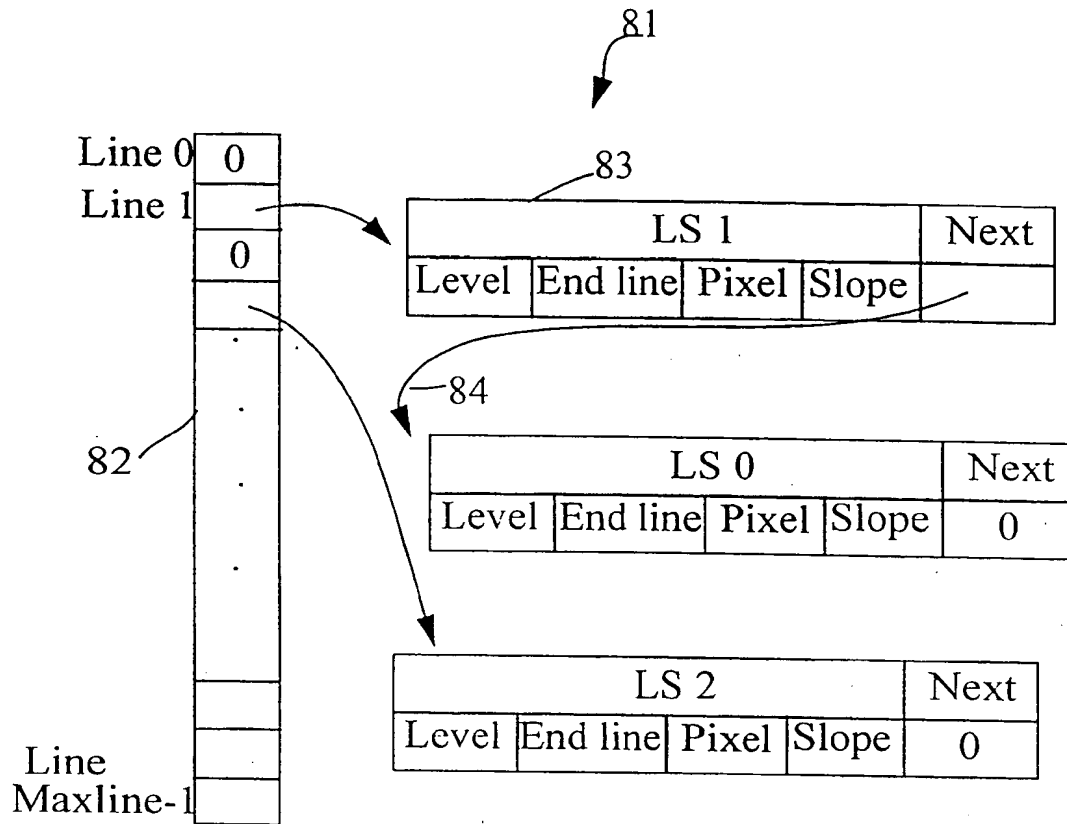 81
Line 0 0
83
Line 1
LS 1 Next
0
Level End line Pixel Slope
84
LS 0 Next
82
Level End line Pixel Slope 0
LS 2 Next
Level End line Pixel Slope 0
Line
Maxline-1